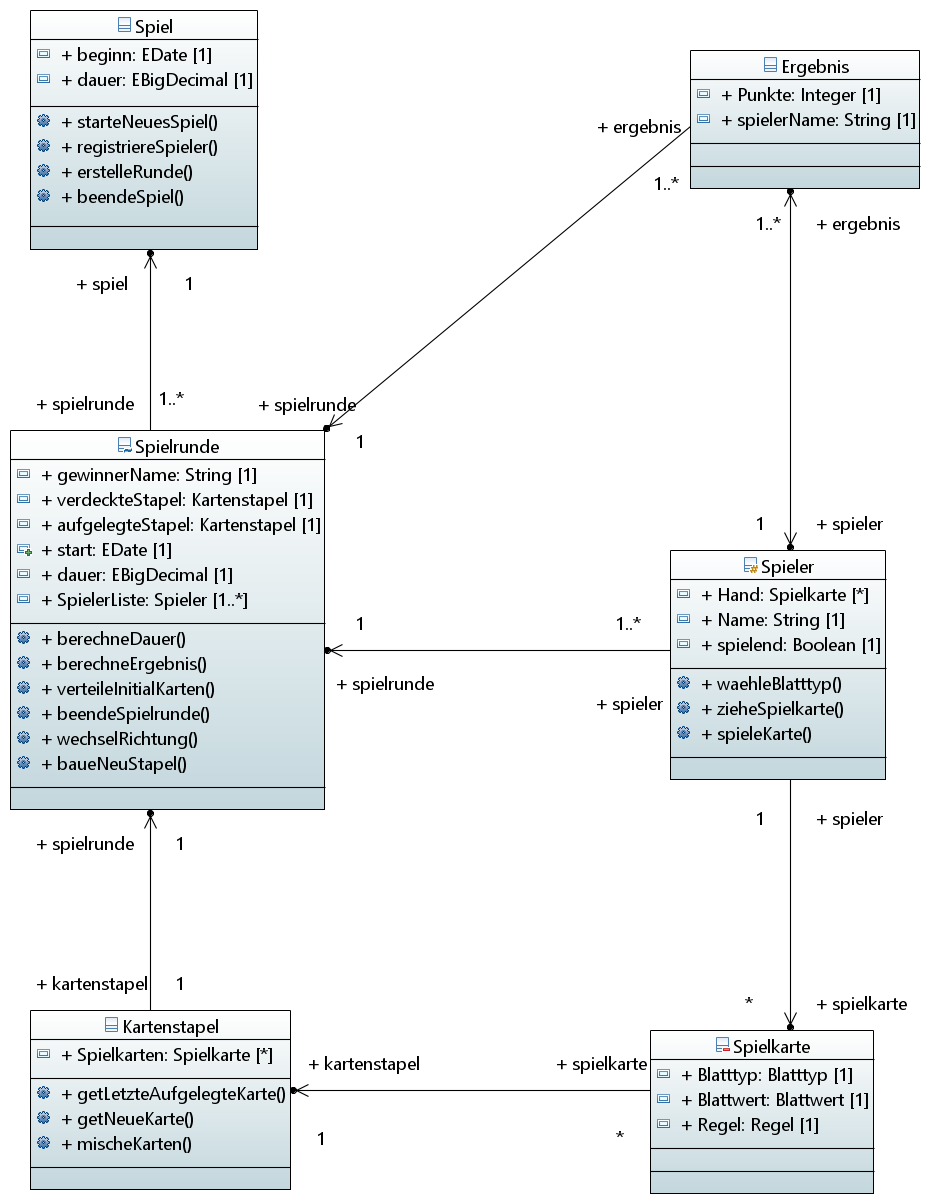 Spiel
+ beginn: EDate [1]
+ dauer: EBigDecimal [1]
+ starteNeuesSpiel()
+ registriereSpieler()
+ erstelleRunde()
+ beendeSpiel()
Ergebnis
+ Punkte: Integer [1]
+ spielerName: String [1]
+ ergebnis
1..*
1..*
+ ergebnis
+ spiel
1
+ spielrunde
1..*
+ spielrunde
1
Spielrunde
+ gewinnerName: String [1]
+ verdeckteStapel: Kartenstapel [1]
+ aufgelegteStapel: Kartenstapel [1]
+ start: EDate [1]
+ dauer: EBigDecimal [1]
+ SpielerListe: Spieler [1..*]
+ berechneDauer()
+ berechneErgebnis()
+ verteileInitialKarten()
+ beendeSpielrunde()
+ wechselRichtung()
+ baueNeuStapel()
1
+ spieler
Spieler
+ Hand: Spielkarte [*]
+ Name: String [1]
+ spielend: Boolean [1]
+ waehleBlatttyp()
+ zieheSpielkarte()
+ spieleKarte()
1
1..*
+ spielrunde
+ spieler
+ spielrunde
1
1
+ spieler
+ kartenstapel
1
*
+ spielkarte
Kartenstapel
+ Spielkarten: Spielkarte [*]
+ getLetzteAufgelegteKarte()
+ getNeueKarte()
+ mischeKarten()
+ kartenstapel
+ spielkarte
1
*
Spielkarte
+ Blatttyp: Blatttyp [1]
+ Blattwert: Blattwert [1]
+ Regel: Regel [1]